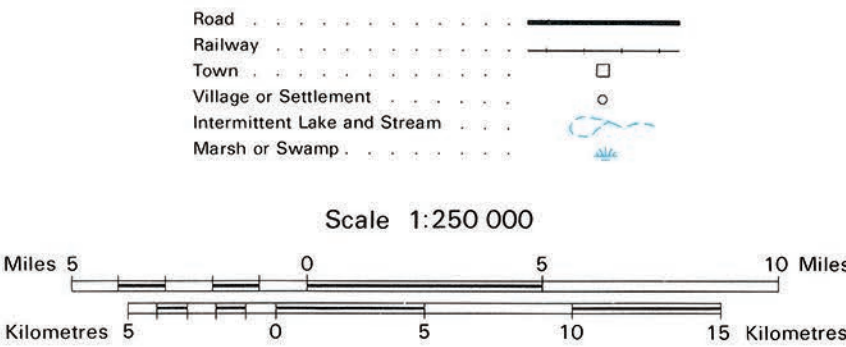 Road . . . . . . . . . . . .
Railway . . . . . . . . . . .
Town . . . . . . . . . . . .
Village or Settlement . . . . . .
Intermittent Lake and Stream . . .
Marsh or Swamp . . . . . . . .
Scale 1:250 000
Miles 5 0 5 10 Miles
Kilometres 5 0 5 10 15 Kilometres